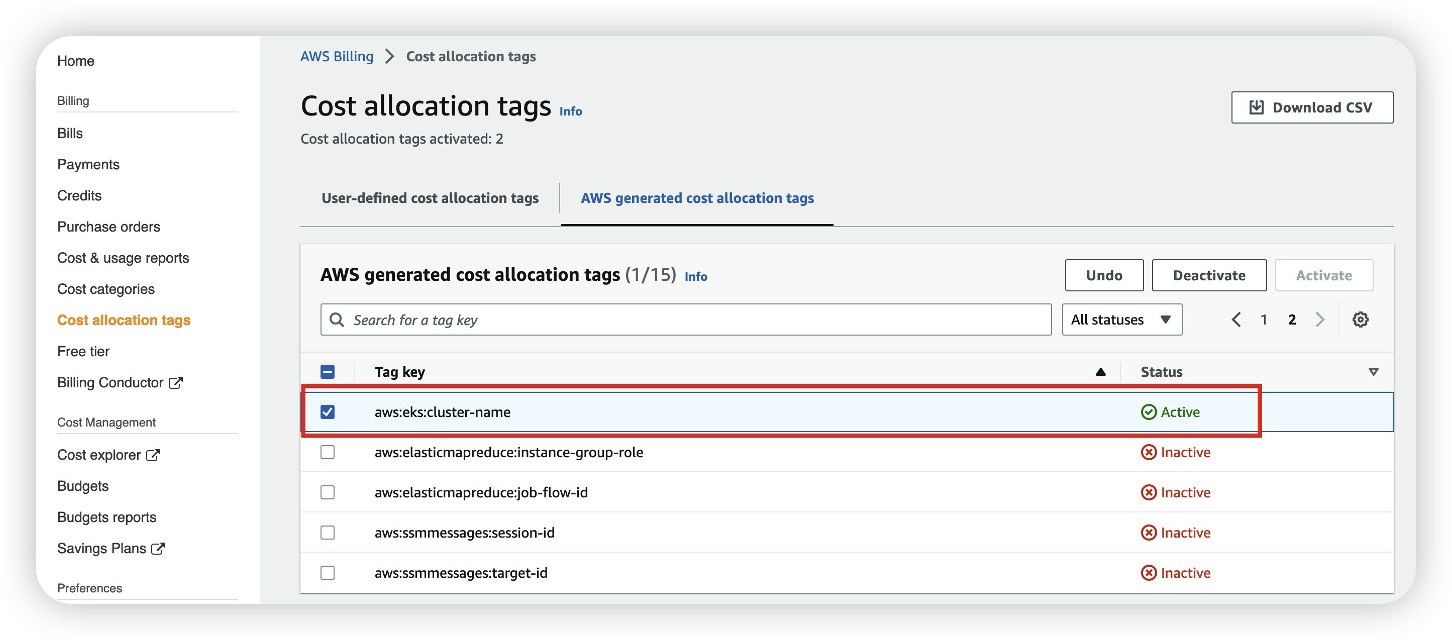 Home
Billing
Bills
Payments
Credits
Purchase orders
Cost & usage reports
Cost categories
Cost allocation tags
Free tier
Billing Conductor
Cost Management
Cost explorer
Budgets
Budgets reports
Savings Plans
Preferences
AWS Billing > Cost allocation tags
Cost allocation tags Info
Download CSV
Cost allocation tags activated: 2
User-defined cost allocation tags AWS generated cost allocation tags
AWS generated cost allocation tags (1/15) Info
Undo Deactivate Activate
Search for a tag key
All statuses
1 2
Tag key Status
aws:eks:cluster-name Active
aws:elasticmapreduce:instance-group-role Inactive
aws:elasticmapreduce:job-flow-id Inactive
aws:ssmmessages:session-id Inactive
aws:ssmmessages:target-id Inactive